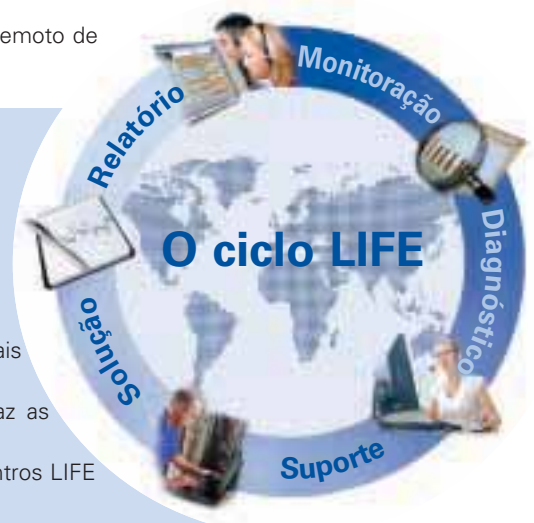 emoto de
Monitoração
Relatório
Diagnóstico
O ciclo LIFE
Solução
ais
az as
Suporte
ntros LIFE